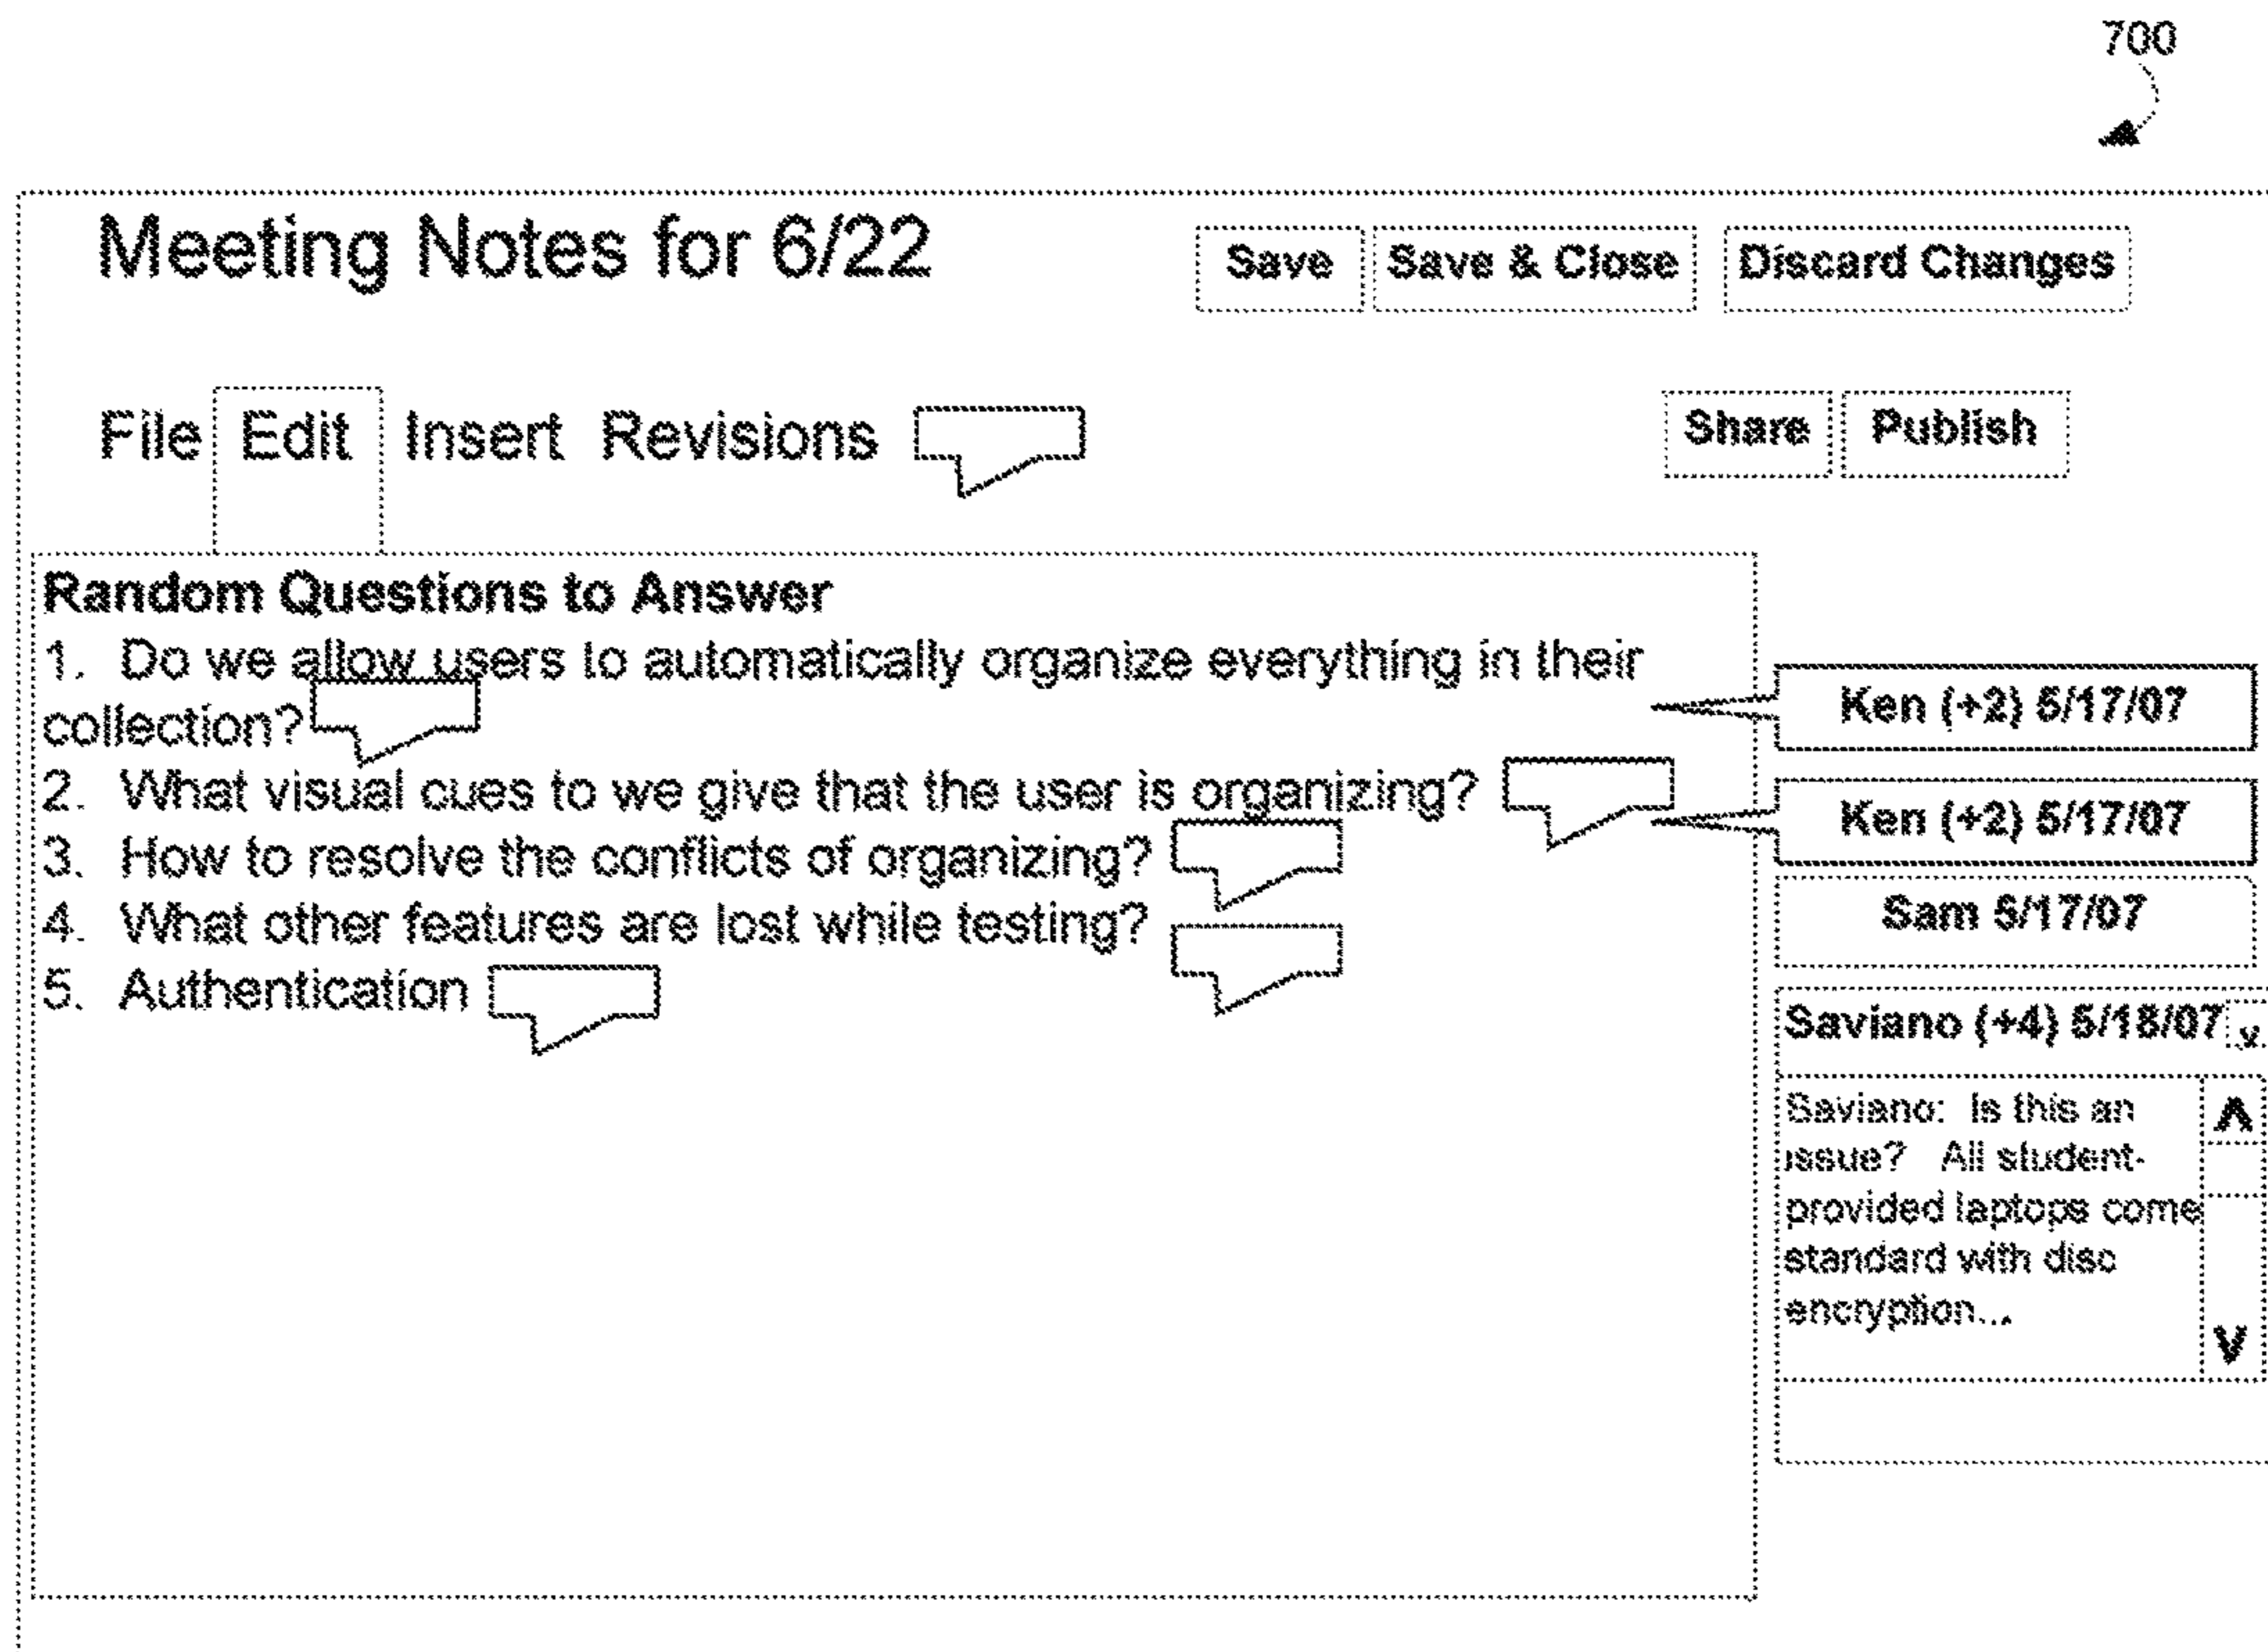 700
Meeting Notes for 6/22
Save Save & Close Discard Changes
File Edit Insert Revisions
Share Publish
Random Questions to Answer
1. Do we allow users to automatically organize everything in their
collection?
2. What visual cues to we give that the user is organizing?
3. How to resolve the conflicts of organizing?
4. What other features are lost while testing?
5. Authentication
Ken (+2) 5/17/07
Ken (+2) 5/17/07
Sam 5/17/07
Saviano (+4) 5/18/07 v
Saviano: Is this an
issue? All student-
provided laptops come
standard with disc
encryption...